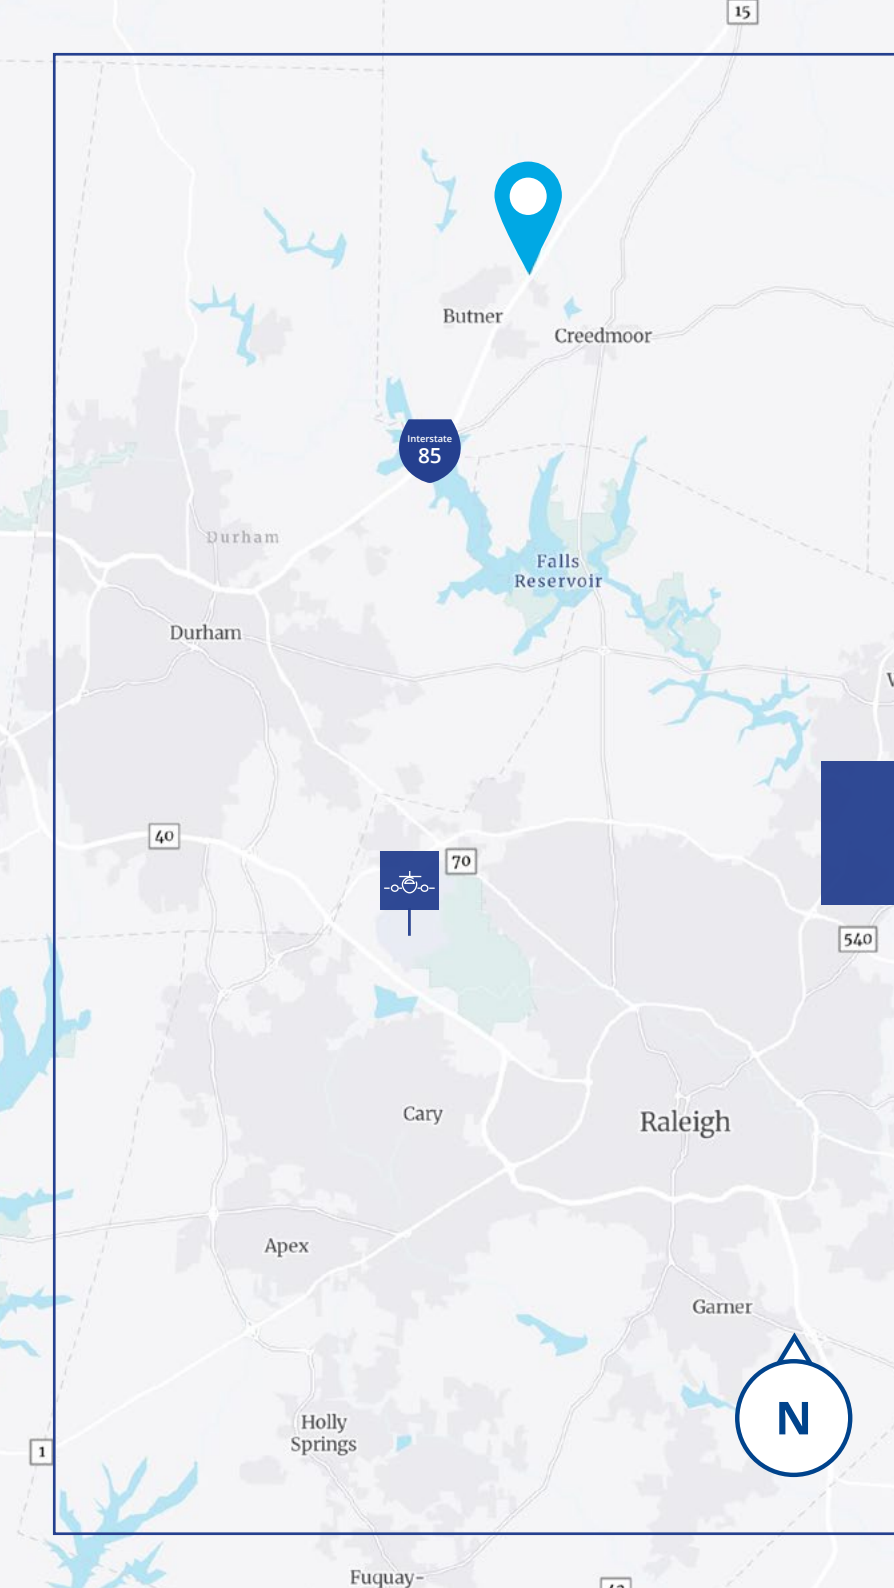 15
Butner
Creedmoor
Interstate
85
Durham
Falls
Reservoir
Durham
40
70
540
Cary
Raleigh
Apex
Garner
N
Holly
Springs
1
Fuquay-